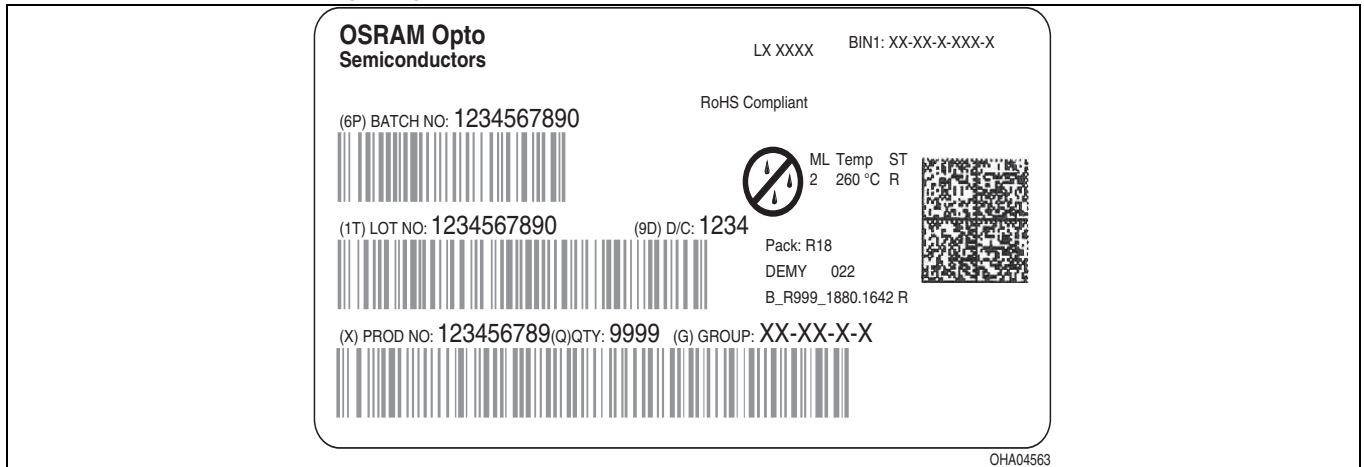 OSRAM Opto
Semiconductors
LX XXXX
BIN1: XX-XX-X-XXX-X
RoHS Compliant
(6P) BATCH NO: 1234567890
ML Temp ST
2 260 °C R
(1T) LOT NO: 1234567890 (9D) D/C: 1234
Pack: R18
DEMY 022
B_R999_1880.1642 R
(X) PROD NO: 123456789(Q)QTY: 9999 (G) GROUP: XX-XX-X-X
OHA04563